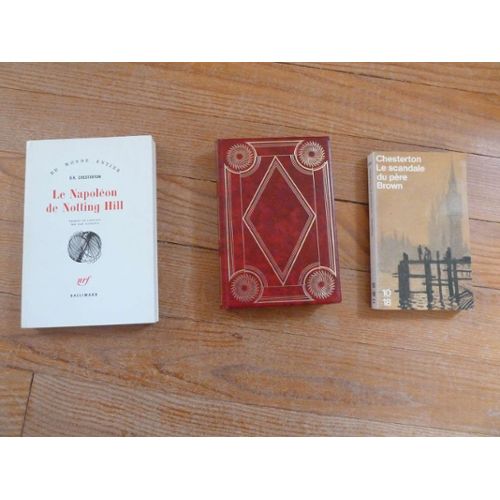 DU MONDE ENTIER
G.K. CHESTERTON
Le Napoléon
de Notting Hill
nrf
GALLIMARD
Chesterton
Le scandale
du père
Brown
10
18